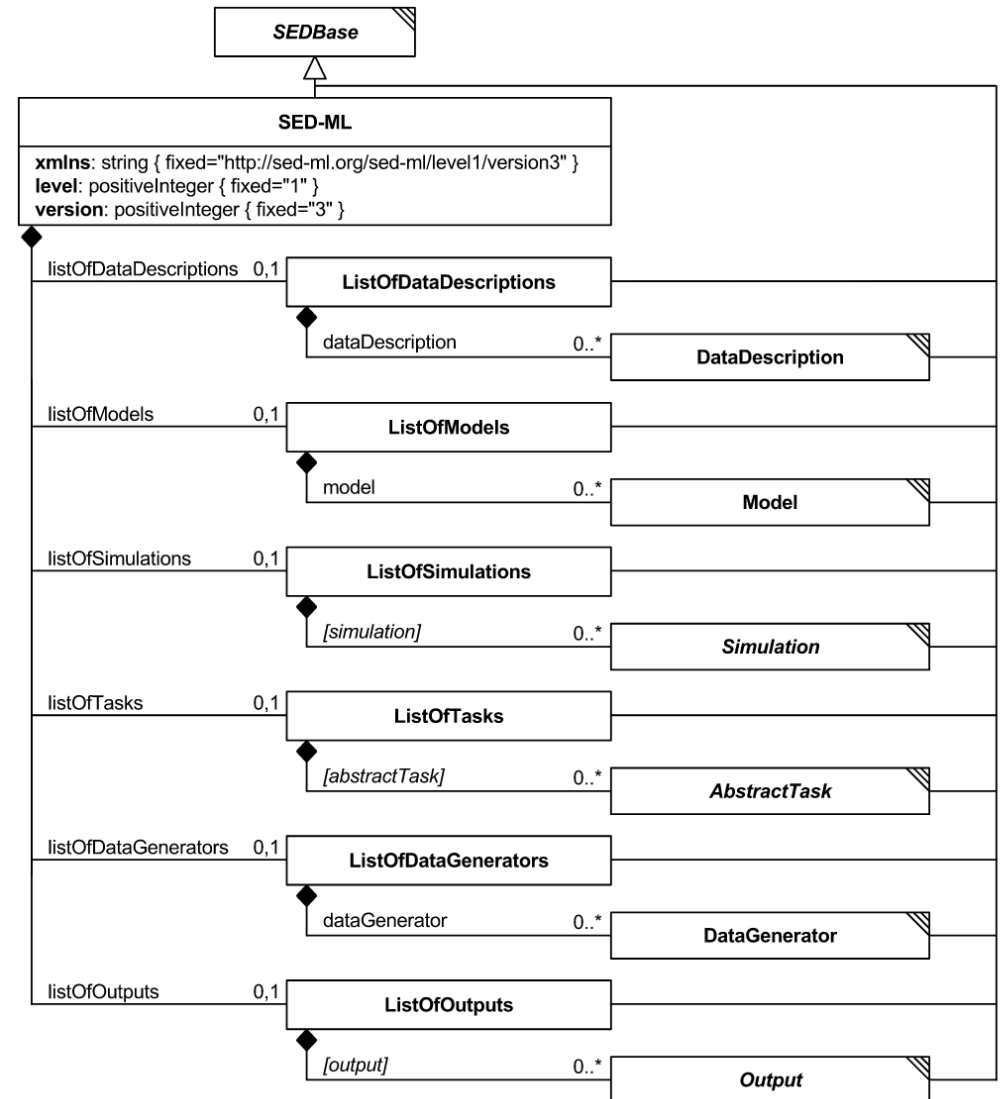 SEDBase
SED-ML
xmlns: string { fixed="http://sed-ml.org/sed-ml/level1/version3" }
level: positiveInteger { fixed="1" }
version: positiveInteger { fixed="3" }
listOfDataDescriptions 0,1
ListOfDataDescriptions
dataDescription 0..*
DataDescription
listOfModels 0,1
ListOfModels
model 0..*
Model
listOfSimulations 0,1
ListOfSimulations
[simulation] 0..*
Simulation
listOfTasks 0,1
ListOfTasks
[abstractTask] 0..*
AbstractTask
listOfDataGenerators 0,1
ListOfDataGenerators
dataGenerator 0..*
DataGenerator
listOfOutputs 0,1
ListOfOutputs
[output] 0..*
Output